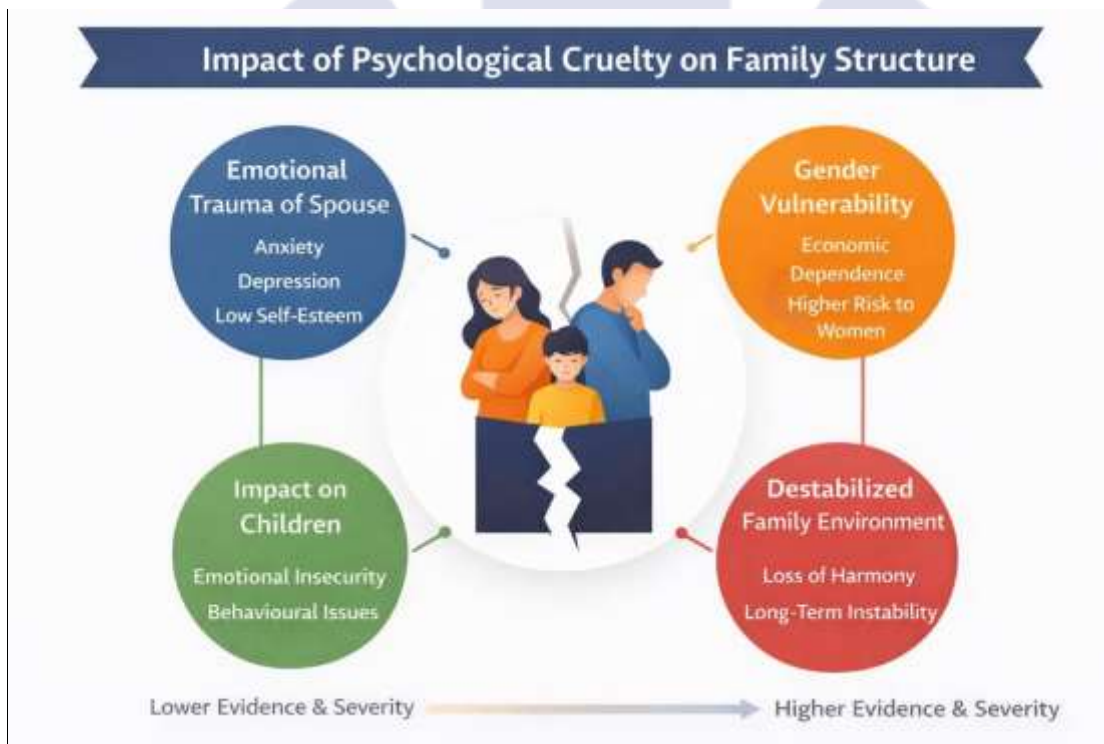 Impact of Psychological Cruelty on Family Structure
Emotional
Trauma of Spouse
Anxiety
Depression
Low Self-Esteem
Gender
Vulnerability
Economic
Dependence
Higher Risk to
Women
Impact on
Children
Emotional Insecurity
Behavioural Issues
Destabilized
Family Environment
Loss of Harmony
Long-Term Instability
Lower Evidence & Severity
Higher Evidence & Severity